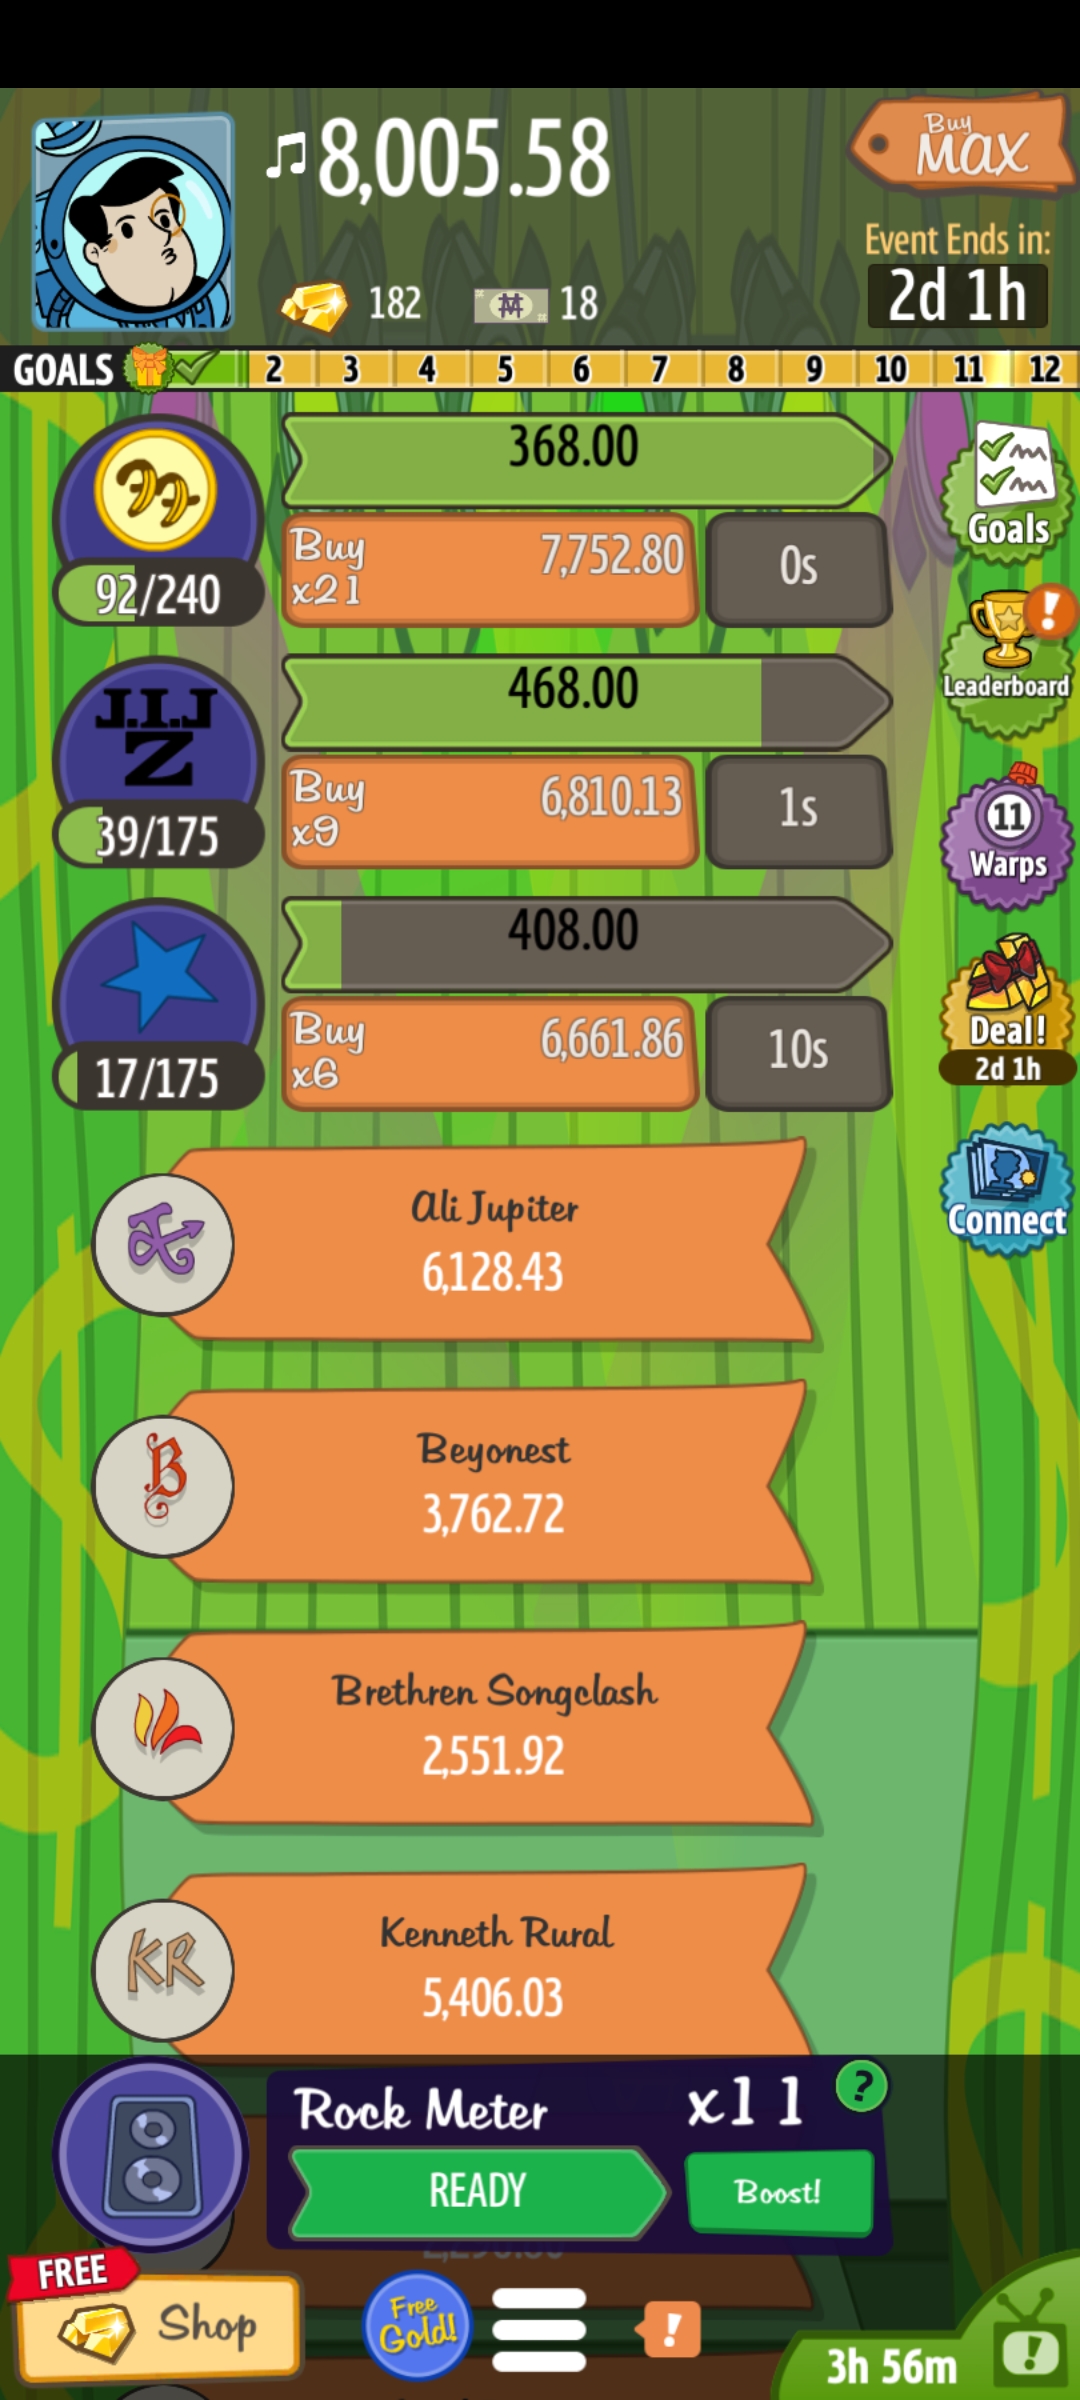 8,005.58
Buy
MAX
182
18
Event Ends in:
2d 1h
GOALS
2 3 4 5 6 7 8 9 10 11 12
368.00
92/240
Buy
x21
7,752.80
0s
Goals
468.00
J.I.J
Z
39/175
Buy
x9
6,810.13
1s
Leaderboard
11
Warps
408.00
17/175
Buy
x6
6,661.86
10s
Deal!
2d 1h
Connect
Ali Jupiter
6,128.43
B
Beyonest
3,762.72
Brethren Songclash
2,551.92
KR
Kenneth Rural
5,406.03
Rock Meter
x11
?
READY
Boost!
FREE
Shop
Free
Gold!
!
3h 56m
!